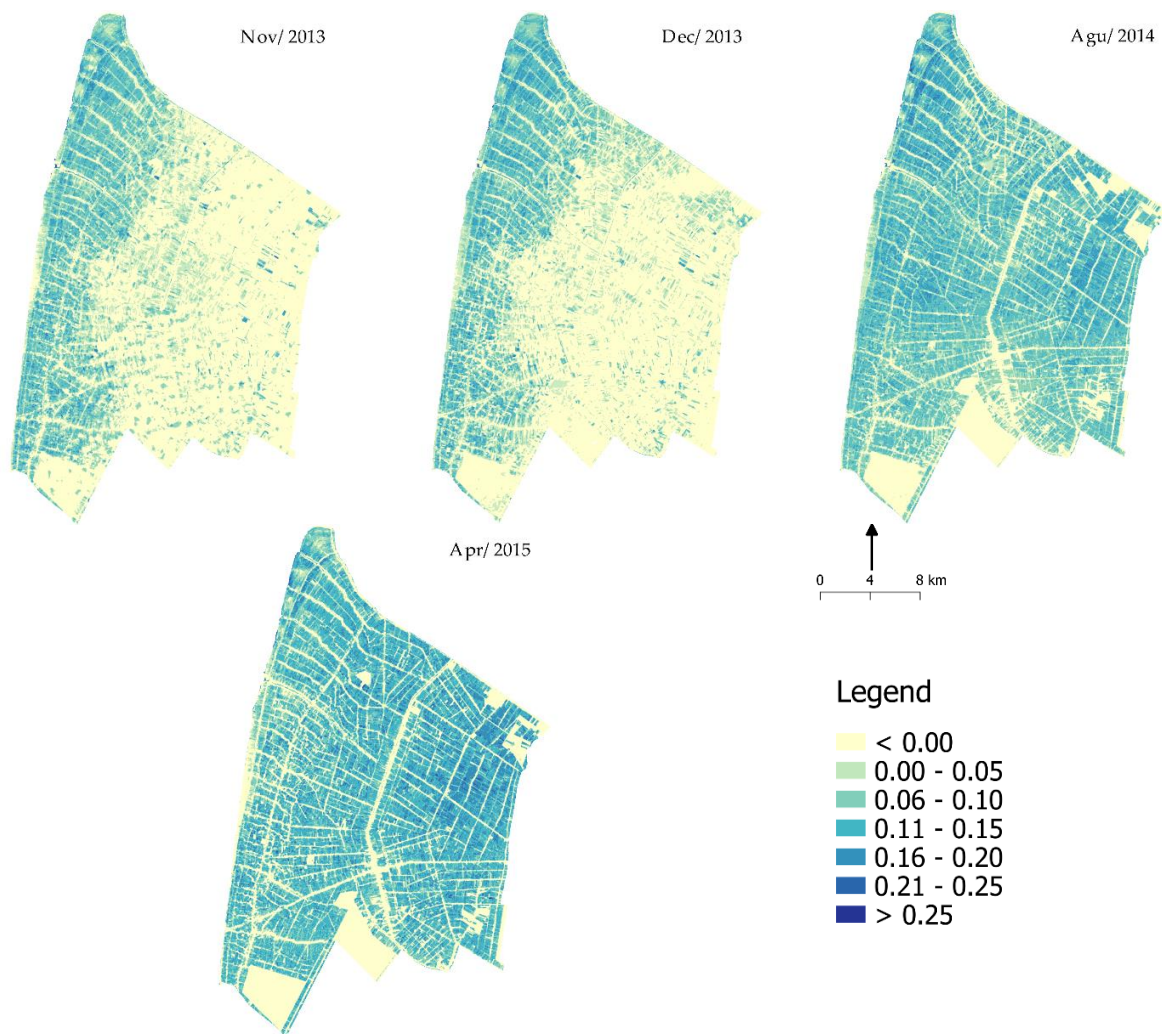 Nov/ 2013
Dec/ 2013
Agu/ 2014
Apr/ 2015
0 4 8 km
Legend
< 0.00
0.00 - 0.05
0.06 - 0.10
0.11 - 0.15
0.16 - 0.20
0.21 - 0.25
> 0.25